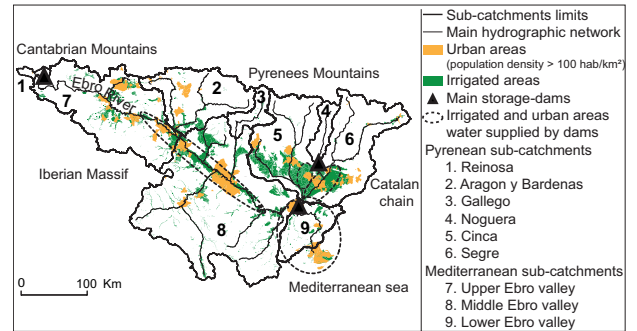 Cantabrian Mountains
1
7
Ebro River
2
Pyrenees Mountains
3
4
5
6
Iberian Massif
Catalan
chain
8
9
0 100 Km
Mediterranean sea
Sub-catchments limits
Main hydrographic network
Urban areas
(population density > 100 hab/km²)
Irrigated areas
Main storage-dams
Irrigated and urban areas
water supplied by dams
Pyrenean sub-catchments
1. Reinosa
2. Aragon y Bardenas
3. Gallego
4. Noguera
5. Cinca
6. Segre
Mediterranean sub-catchments
7. Upper Ebro valley
8. Middle Ebro valley
9. Lower Ebro valley